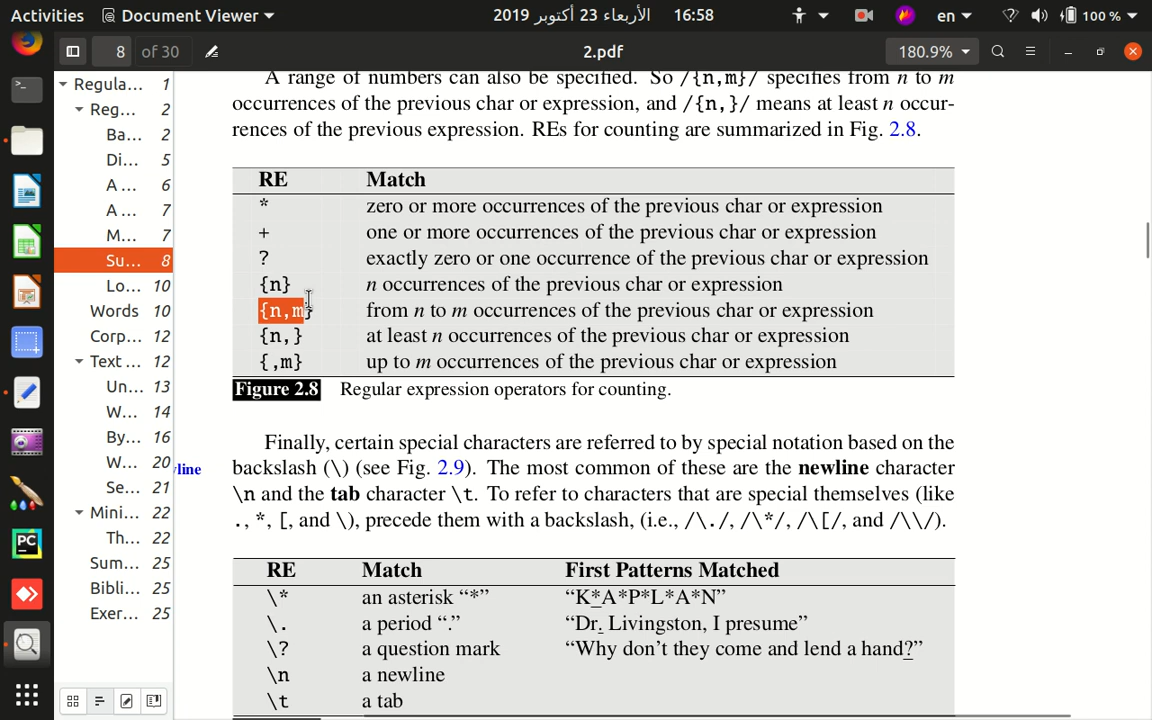 Activities Document Viewer 2019 الأربعاء 23 أكتوبر 16:58 en 100 %
8 of 30 2.pdf 180.9%
Regula... 1
Reg... 2
Ba... 2
Di... 5
A ... 6
A ... 7
M... 7
Su... 8
Lo... 10
Words 10
Corp... 12
Text ... 12
Un... 13
W... 14
By... 16
W... 20
Se... 21
Mini... 22
Th... 22
Sum... 25
Bibli... 25
Exer... 25
A range of numbers can also be specified. So /{n,m}/ specifies from n to m
occurrences of the previous char or expression, and /{n,}/ means at least n occur-
rences of the previous expression. REs for counting are summarized in Fig. 2.8.
RE Match
* zero or more occurrences of the previous char or expression
+ one or more occurrences of the previous char or expression
? exactly zero or one occurrence of the previous char or expression
{n} n occurrences of the previous char or expression
{n,m} from n to m occurrences of the previous char or expression
{n,} at least n occurrences of the previous char or expression
{,m} up to m occurrences of the previous char or expression
Figure 2.8 Regular expression operators for counting.
Finally, certain special characters are referred to by special notation based on the
line backslash (\) (see Fig. 2.9). The most common of these are the newline character
\n and the tab character \t. To refer to characters that are special themselves (like
., *, [, and \), precede them with a backslash, (i.e., /\./, /\*/, /\[/, and /\\/).
RE Match First Patterns Matched
\* an asterisk “*” “K*A*P*L*A*N”
\. a period “.” “Dr. Livingston, I presume”
\? a question mark “Why don’t they come and lend a hand?”
\n a newline
\t a tab
PC